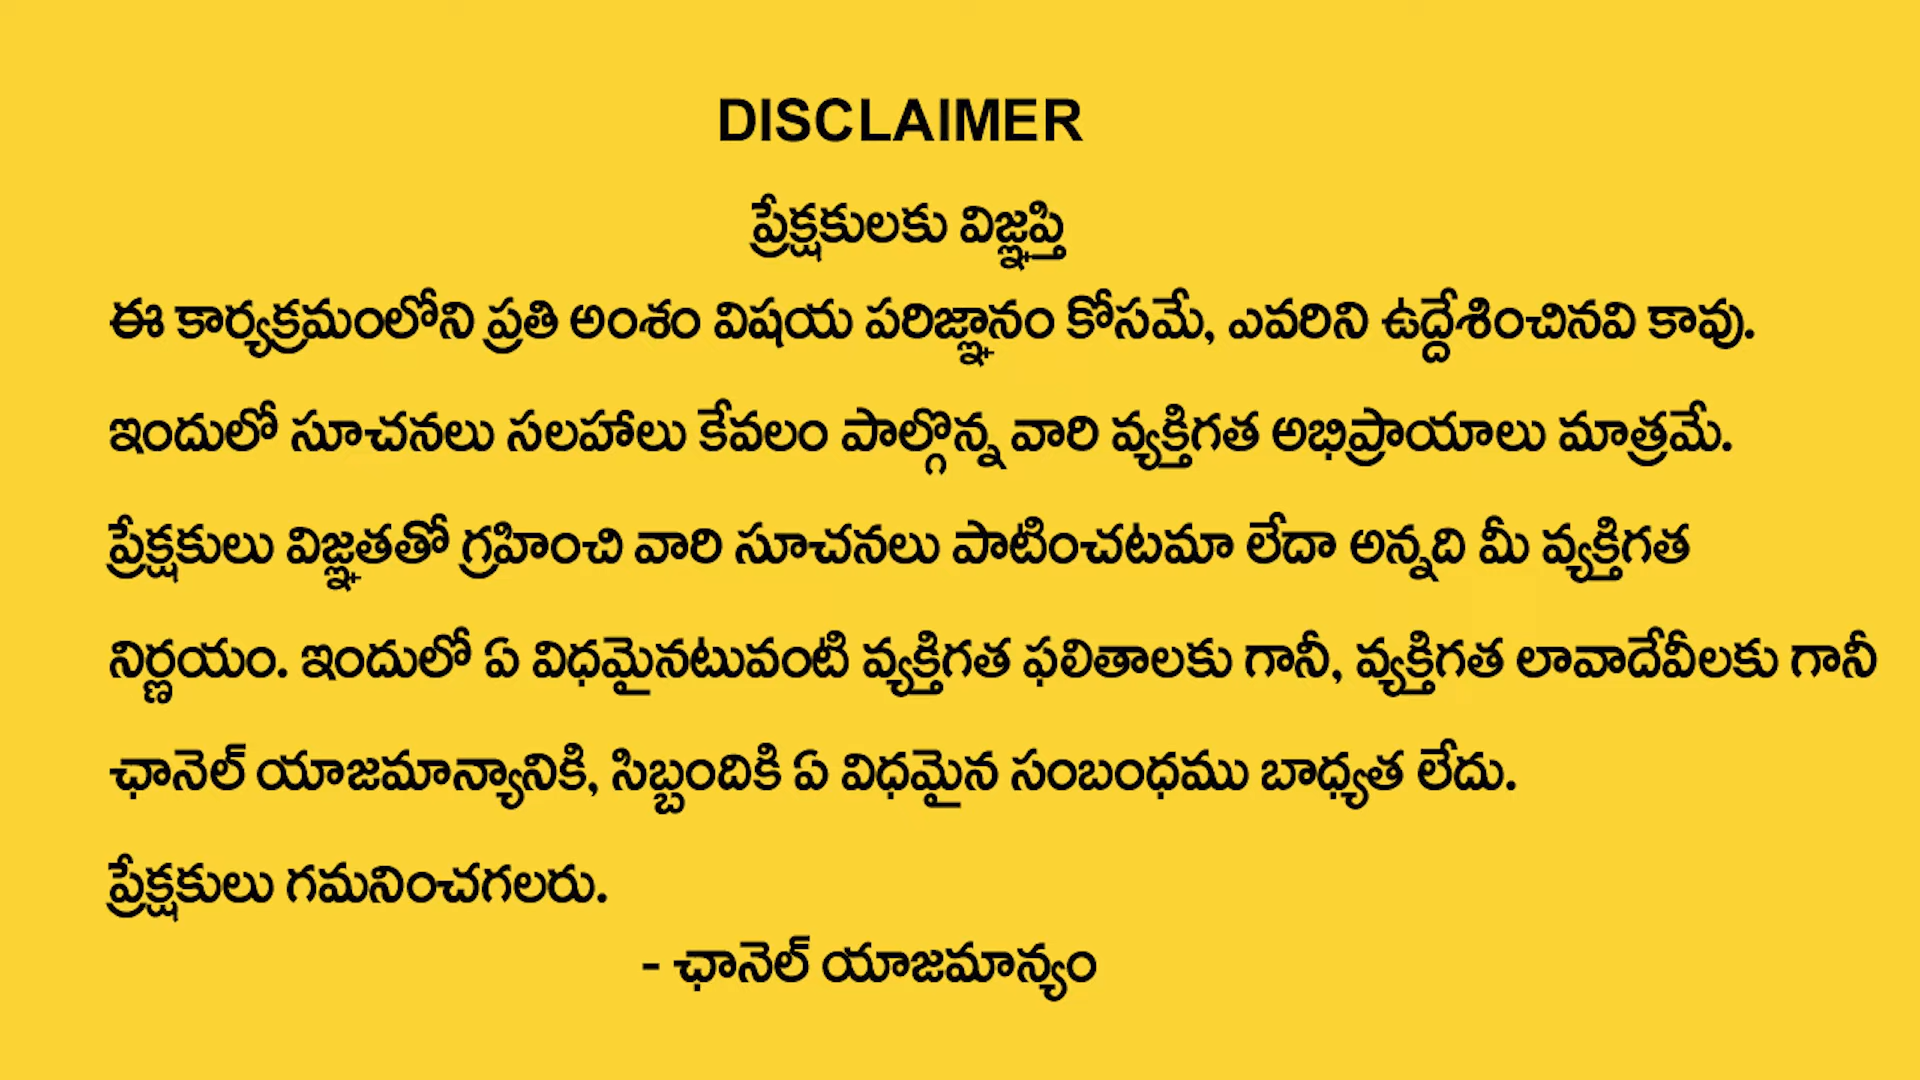 DISCLAIMER
ప్రేక్షకులకు విజ్ఞప్తి
ఈ కార్యక్రమంలోని ప్రతి అంశం విషయ పరిజ్ఞానం కోసమే, ఎవరిని ఉద్దేశించినవి కావు.
ఇందులో సూచనలు సలహాలు కేవలం పాల్గొన్న వారి వ్యక్తిగత అభిప్రాయాలు మాత్రమే.
ప్రేక్షకులు విజ్ఞతతో గ్రహించి వారి సూచనలు పాటించటమా లేదా అన్నది మీ వ్యక్తిగత
నిర్ణయం. ఇందులో ఏ విధమైనటువంటి వ్యక్తిగత ఫలితాలకు గానీ, వ్యక్తిగత లావాదేవీలకు గానీ
ఛానెల్ యాజమాన్యానికి, సిబ్బందికి ఏ విధమైన సంబంధము బాధ్యత లేదు.
ప్రేక్షకులు గమనించగలరు.
- ఛానెల్ యాజమాన్యం